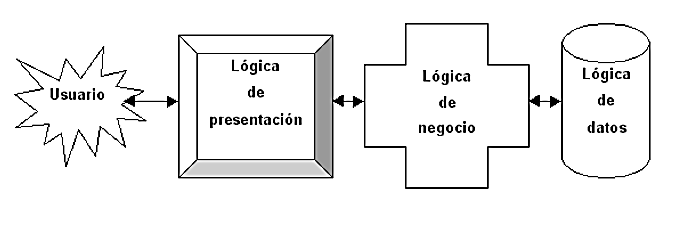 Usuario
Lógica
de
presentación
Lógica
de
negocio
Lógica
de
datos